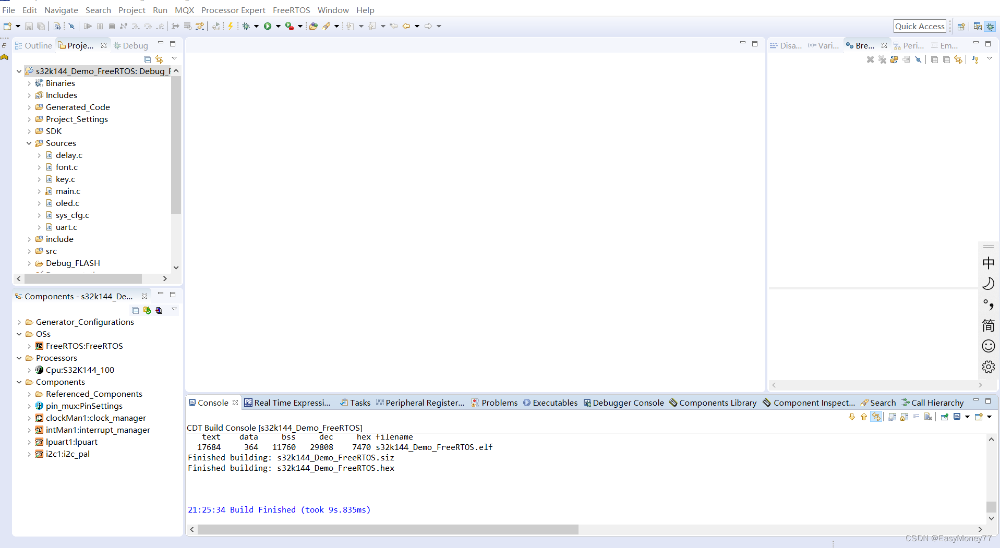 File Edit Navigate Search Project Run MQX Processor Expert FreeRTOS Window Help
Quick Access
Outline Proje... Debug
s32k144_Demo_FreeRTOS: Debug_F
Binaries
Includes
Generated_Code
Project_Settings
SDK
Sources
delay.c
font.c
key.c
main.c
oled.c
sys_cfg.c
uart.c
include
src
Debug_FLASH
Components - s32k144_De...
Generator_Configurations
OSs
FreeRTOS:FreeRTOS
Processors
Cpu:S32K144_100
Components
Referenced_Components
pin_mux:PinSettings
clockMan1:clock_manager
intMan1:interrupt_manager
lpuart1:lpuart
i2c1:i2c_pal
Disa... (x)= Vari... Bre... Peri... Em...
中
简
Console Real Time Expressi... Tasks Peripheral Register... Problems Executables Debugger Console Components Library Component Inspect... Search Call Hierarchy
CDT Build Console [s32k144_Demo_FreeRTOS]
text data bss dec hex filename
17684 364 11760 29808 7470 s32k144_Demo_FreeRTOS.elf
Finished building: s32k144_Demo_FreeRTOS.siz
Finished building: s32k144_Demo_FreeRTOS.hex
21:25:34 Build Finished (took 9s.835ms)
CSDN @EasyMoney77